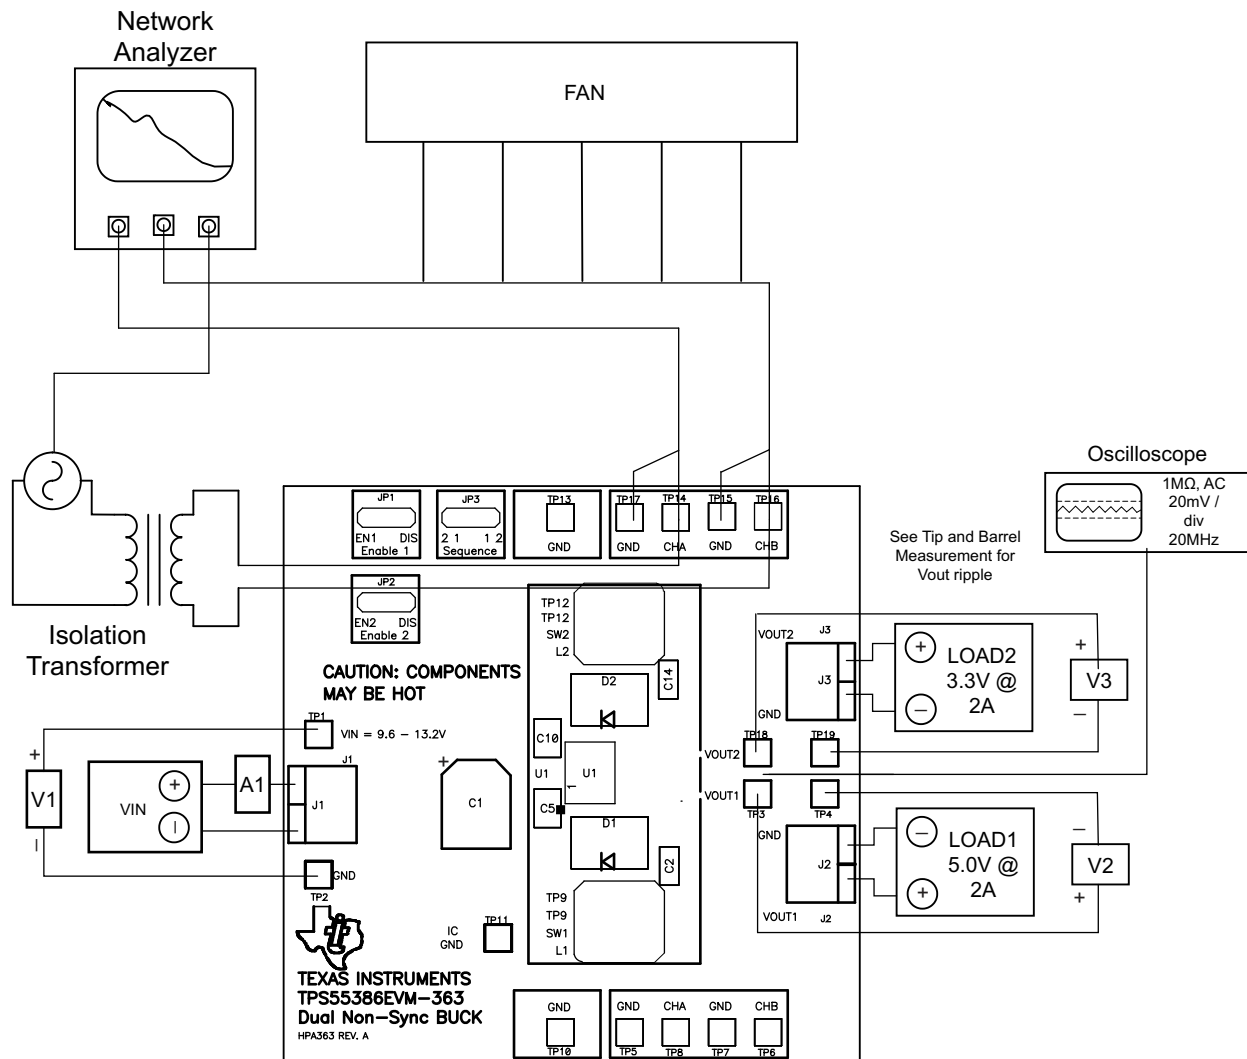 Network
Analyzer
FAN
Oscilloscope
1MΩ, AC
20mV /
div
20MHz
See Tip and Barrel
Measurement for
Vout ripple
Isolation
Transformer
JP1
EN1 DIS
Enable 1
JP3
2 1 1 2
Sequence
TP13
GND
TP17 TP14 TP15 TP16
GND CHA GND CHB
JP2
EN2 DIS
Enable 2
CAUTION: COMPONENTS
MAY BE HOT
TP12
TP12
SW2
L2
C14
D2
C10
U1
U1
1
C5
D1
C2
TP9
TP9
SW1
L1
+
C1
TP1
VIN = 9.6 – 13.2V
J1
J1
+
V1
–
VIN
+
–
A1
GND
TP2
IC
GND
TP11
VOUT2
J3
J3
GND
+
–
LOAD2
3.3V @
2A
+
V3
–
TP18
TP19
VOUT2
VOUT1
TP3
TP4
GND
J2
VOUT1
J2
–
+
LOAD1
5.0V @
2A
–
V2
+
TEXAS INSTRUMENTS
TPS55386EVM–363
Dual Non–Sync BUCK
HPA363 REV. A
GND
TP10
GND CHA GND CHB
TP5 TP8 TP7 TP6